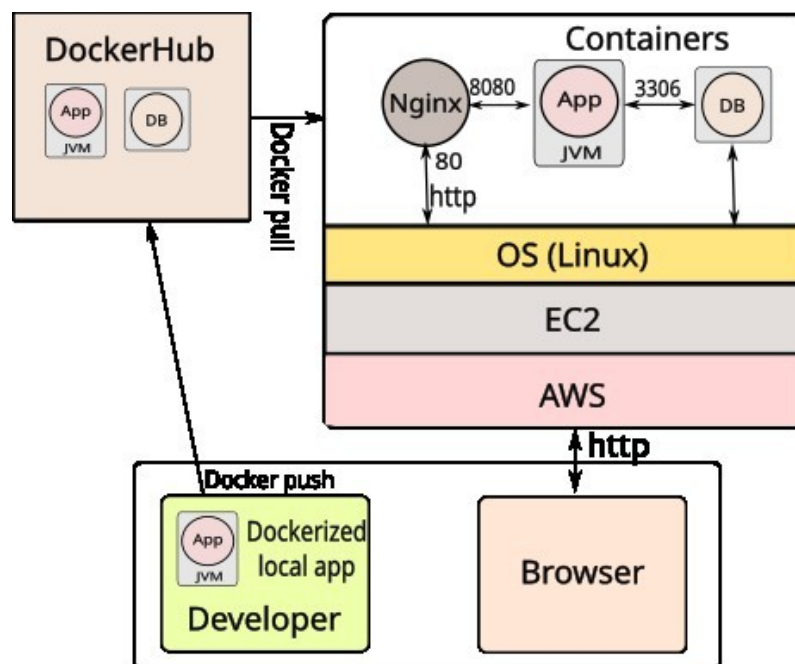 DockerHub
App
JVM
DB
Docker pull
Containers
Nginx
8080
App
JVM
3306
DB
80
http
OS (Linux)
EC2
AWS
http
Docker push
App
JVM
Dockerized
local app
Developer
Browser